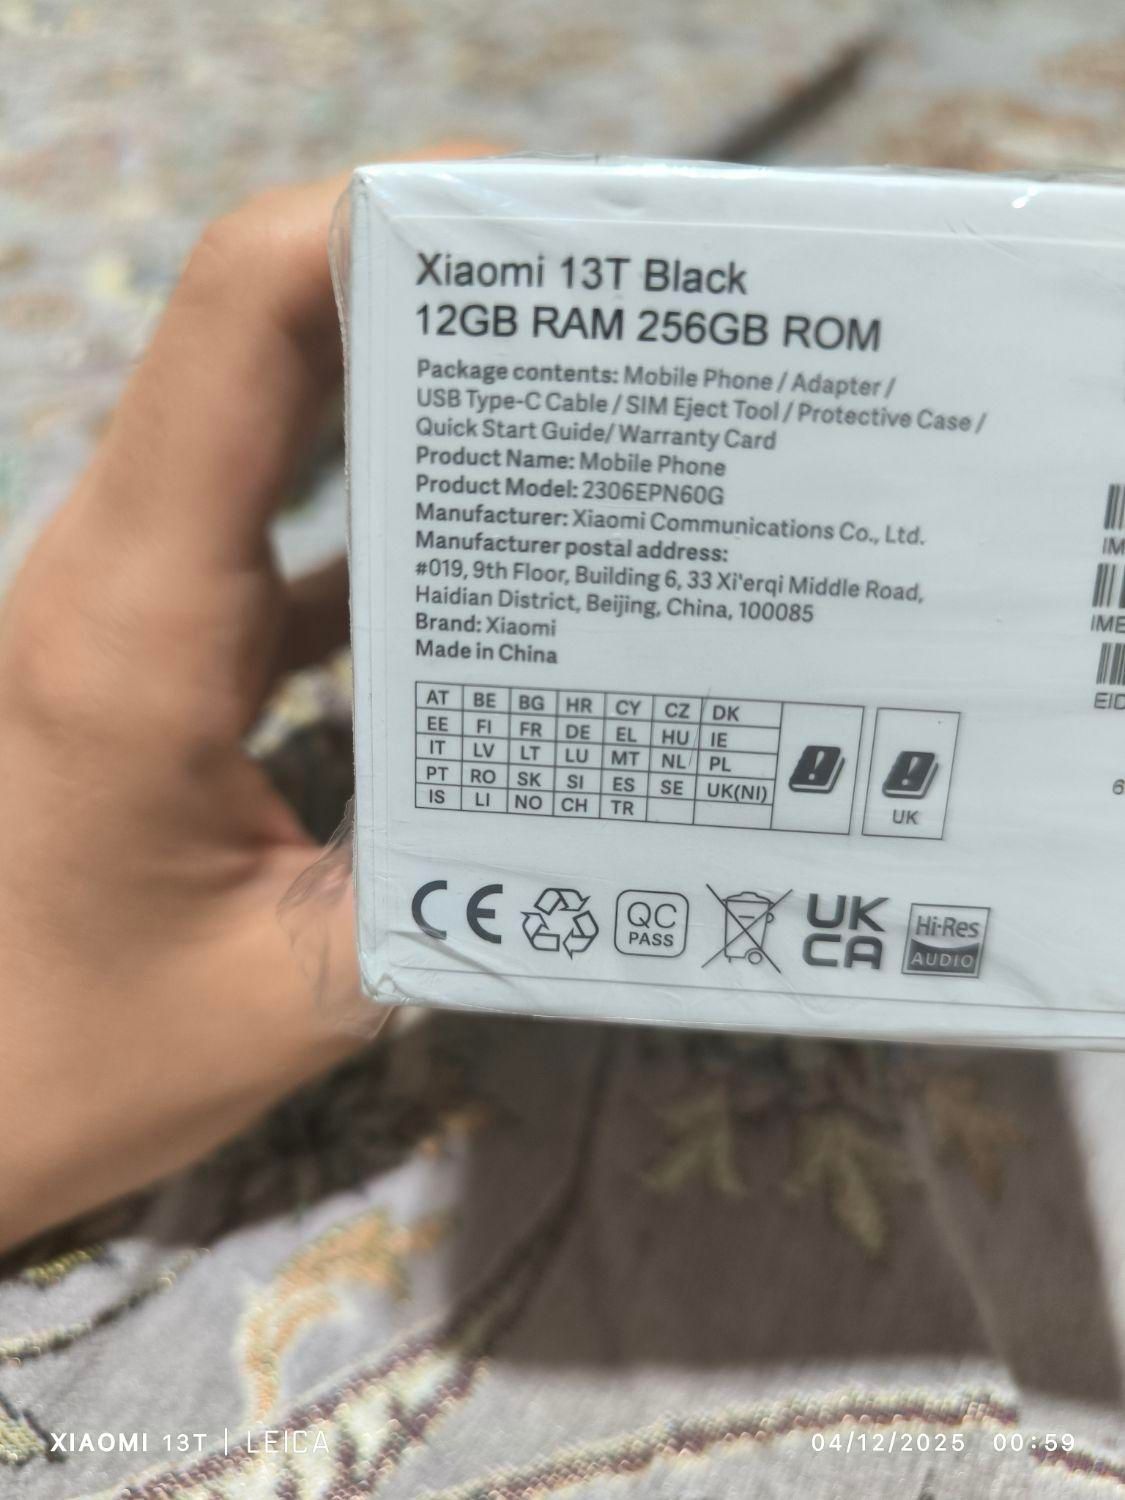 Xiaomi 13T Black
12GB RAM 256GB ROM
Package contents: Mobile Phone / Adapter /
USB Type-C Cable / SIM Eject Tool / Protective Case /
Quick Start Guide/ Warranty Card
Product Name: Mobile Phone
Product Model: 2306EPN60G
Manufacturer: Xiaomi Communications Co., Ltd.
Manufacturer postal address:
#019, 9th Floor, Building 6, 33 Xi'erqi Middle Road,
Haidian District, Beijing, China, 100085
Brand: Xiaomi
Made in China
AT BE BG HR CY CZ DK
EE FI FR DE EL HU IE
IT LV LT LU MT NL PL
PT RO SK SI ES SE UK(NI)
IS LI NO CH TR
UK
CE
QC
PASS
UK
CA
Hi-Res
AUDIO
XIAOMI 13T | LEICA
04/12/2025 00:59